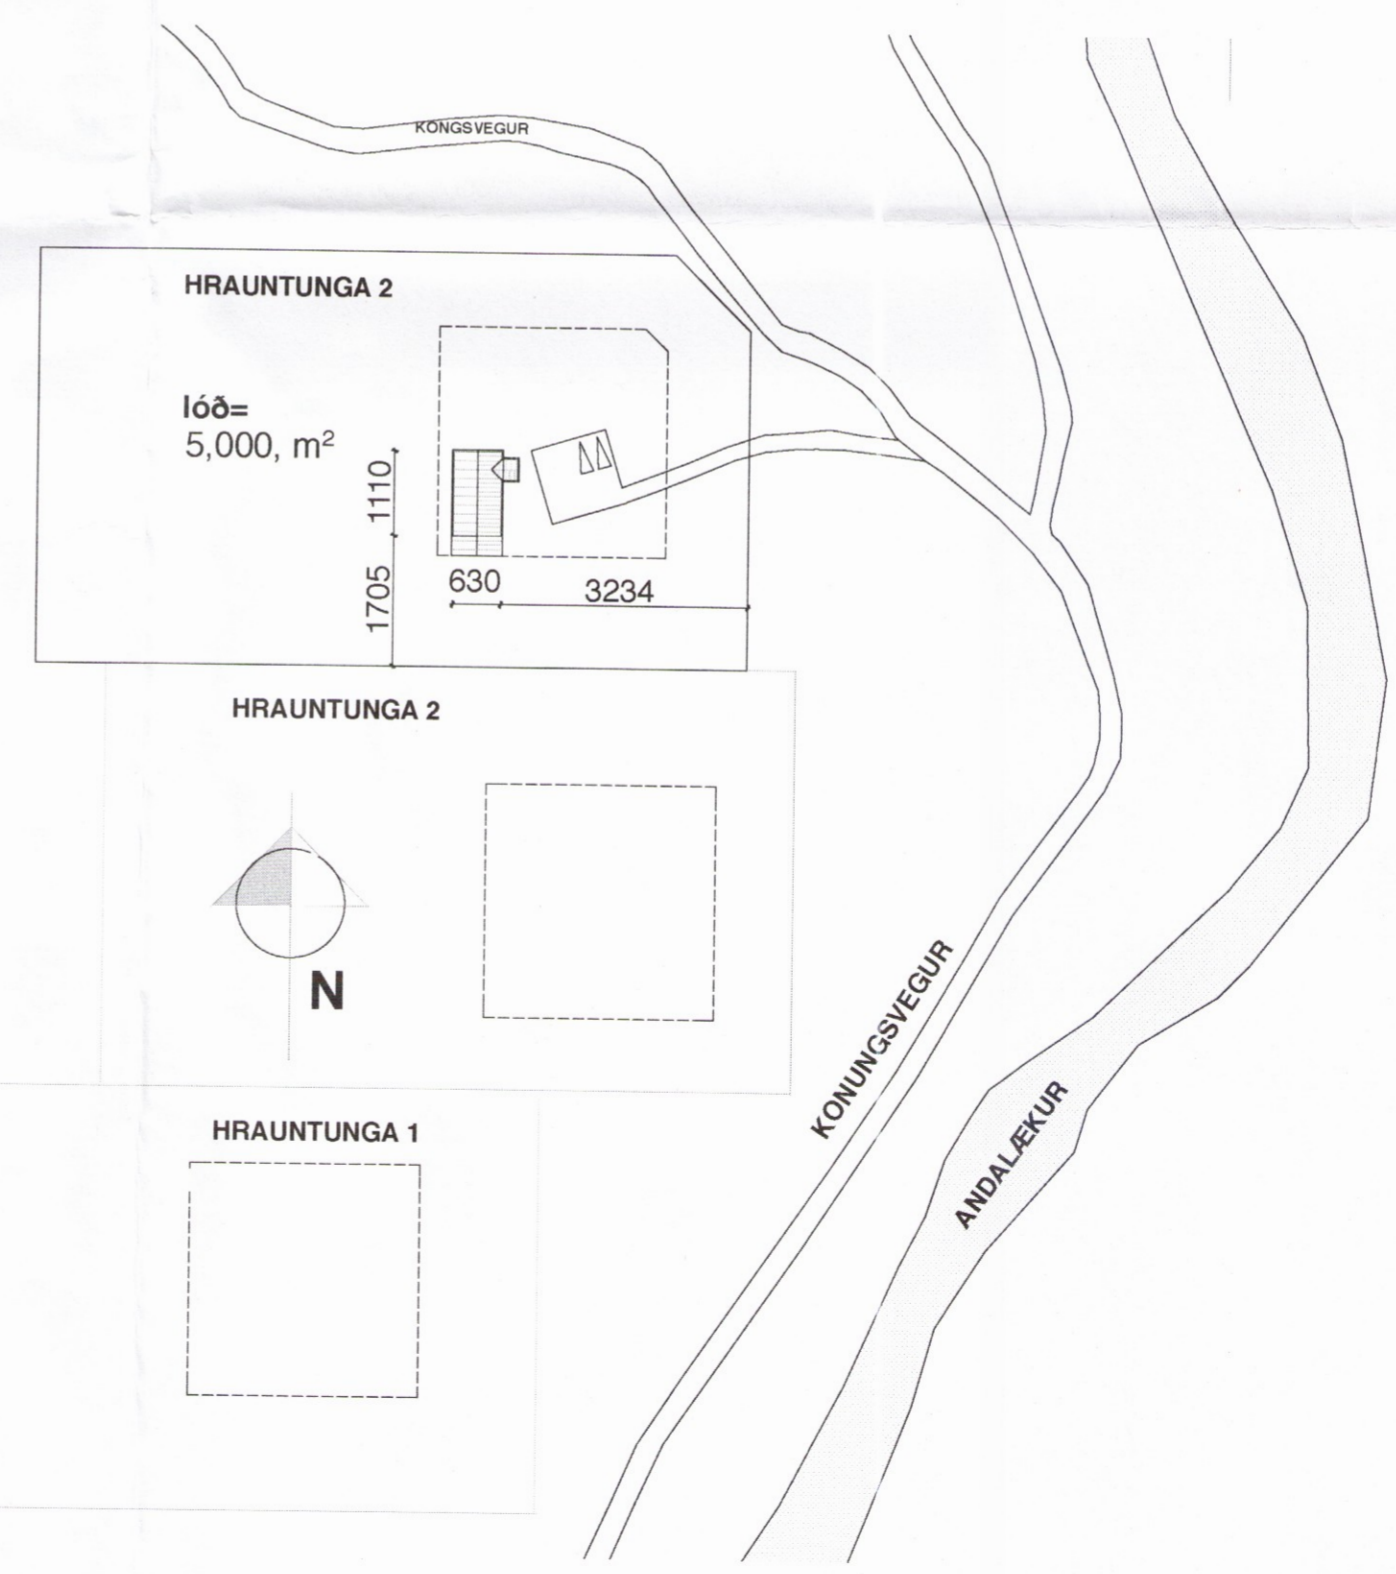 KONGSVEGUR
HRAUNTUNGA 2
lóð=
5,000, m²
1110
1705
630
3234
HRAUNTUNGA 2
N
KONUNGSVEGUR
ANDALÆKUR
HRAUNTUNGA 1